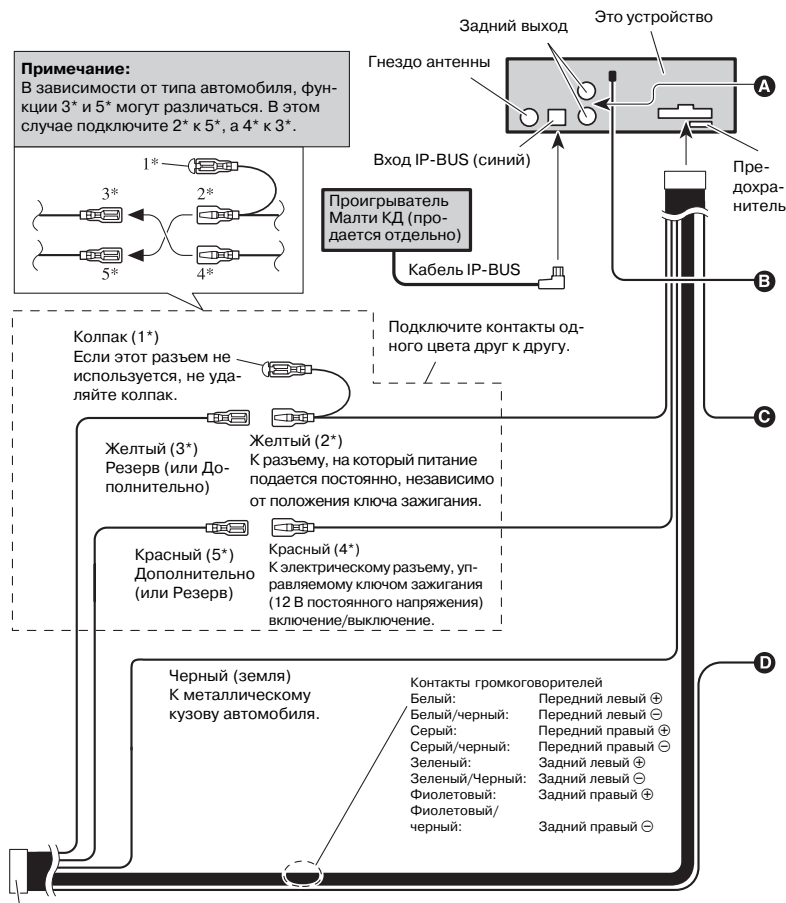 Задний выход
Это устройство
Гнездо антенны
A
Примечание:
В зависимости от типа автомобиля, фун-
кции 3* и 5* могут различаться. В этом
случае подключите 2* к 5*, а 4* к 3*.
Вход IP-BUS (синий)
Пре-
дохра-
нитель
1*
3*
2*
5*
4*
Проигрыватель
Малти КД (про-
дается отдельно)
Кабель IP-BUS
B
Подключите контакты од-
ного цвета друг к другу.
Колпак (1*)
Если этот разъем не
используется, не уда-
ляйте колпак.
C
Желтый (3*)
Резерв (или До-
полнительно)
Желтый (2*)
К разъему, на который питание
подается постоянно, независимо
от положения ключа зажигания.
Красный (5*)
Дополнительно
(или Резерв)
Красный (4*)
К электрическому разъему, уп-
равляемому ключом зажигания
(12 В постоянного напряжения)
включение/выключение.
D
Черный (земля)
К металлическому
кузову автомобиля.
Контакты громкоговорителей
Белый: Передний левый ⊕
Белый/черный: Передний левый ⊖
Серый: Передний правый ⊕
Серый/черный: Передний правый ⊖
Зеленый: Задний левый ⊕
Зеленый/Черный: Задний левый ⊖
Фиолетовый: Задний правый ⊕
Фиолетовый/
черный: Задний правый ⊖